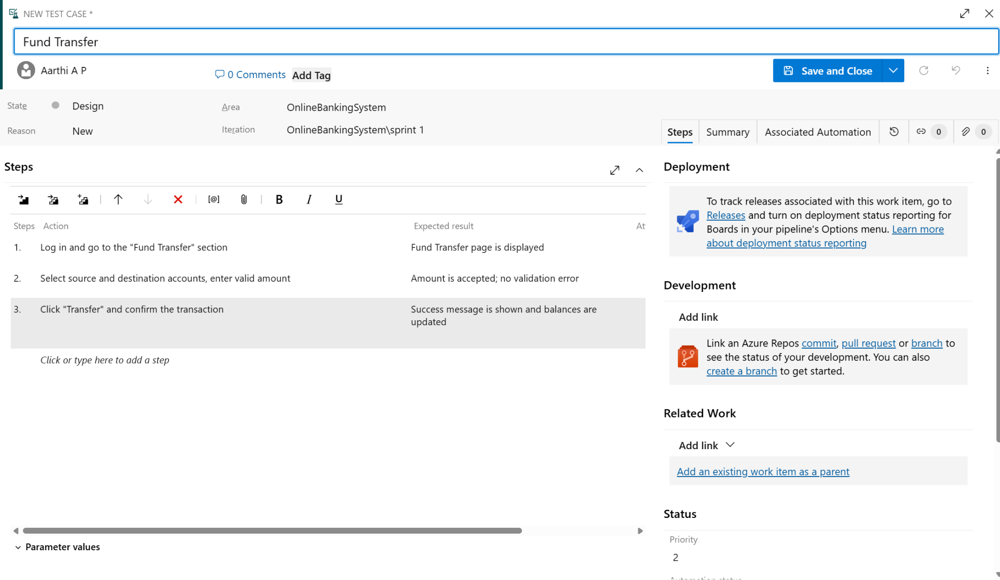 NEW TEST CASE *
Fund Transfer
Aarthi A P
0 Comments
Add Tag
Save and Close
State
Design
Area
OnlineBankingSystem
Reason
New
Iteration
OnlineBankingSystem\sprint 1
Steps
Summary
Associated Automation
0
0
Steps
[@]
B
I
U
Steps
Action
Expected result
At
1.
Log in and go to the "Fund Transfer" section
Fund Transfer page is displayed
2.
Select source and destination accounts, enter valid amount
Amount is accepted; no validation error
3.
Click "Transfer" and confirm the transaction
Success message is shown and balances are
updated
Click or type here to add a step
Parameter values
Deployment
To track releases associated with this work item, go to
Releases and turn on deployment status reporting for
Boards in your pipeline's Options menu. Learn more
about deployment status reporting
Development
Add link
Link an Azure Repos commit, pull request or branch to
see the status of your development. You can also
create a branch to get started.
Related Work
Add link
Add an existing work item as a parent
Status
Priority
2